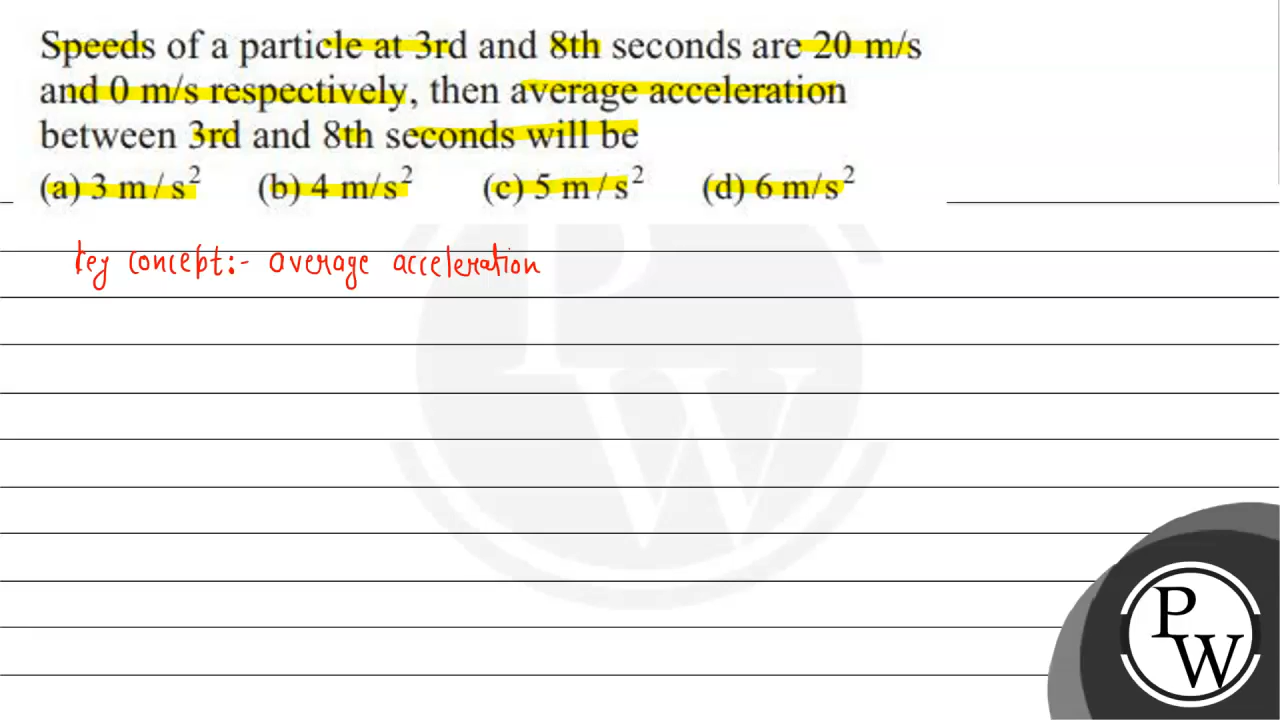 Speeds of a particle at 3rd and 8th seconds are 20 m/s
and 0 m/s respectively, then average acceleration
between 3rd and 8th seconds will be
(a) 3 m/s² (b) 4 m/s² (c) 5 m/s² (d) 6 m/s²
key concept:- average acceleration
PW
PW